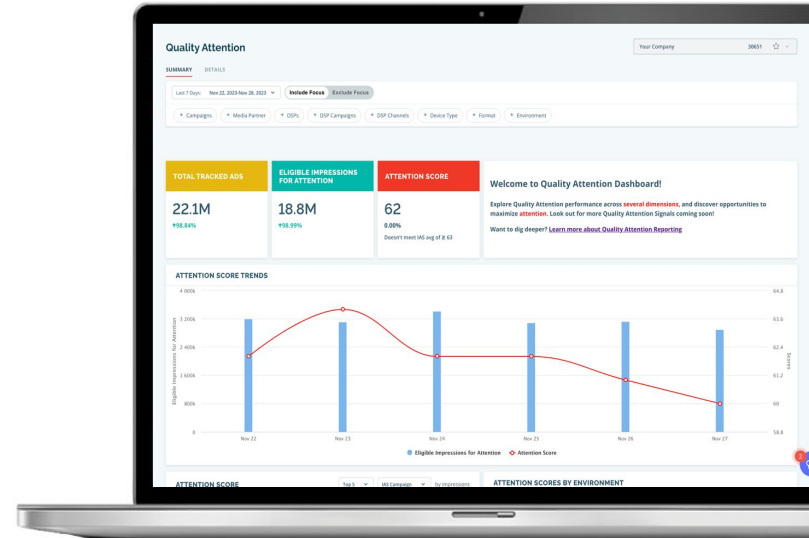 Quality Attention
Your Company 30651
SUMMARY DETAILS
Last 7 Days: Nov 22, 2023-Nov 28, 2023 Include Focus Exclude Focus
+ Campaigns + Media Partner + DSPs + DSP Campaigns + DSP Channels + Device Type + Format + Environment
TOTAL TRACKED ADS
22.1M
↑98.84%
ELIGIBLE IMPRESSIONS
FOR ATTENTION
18.8M
↑98.99%
ATTENTION SCORE
62
0.00%
Doesn't meet IAS avg of ≥ 63
Welcome to Quality Attention Dashboard!
Explore Quality Attention performance across several dimensions, and discover opportunities to
maximize attention. Look out for more Quality Attention Signals coming soon!
Want to dig deeper? Learn more about Quality Attention Reporting
ATTENTION SCORE TRENDS
Eligible Impressions for Attention
4 000k
3 200k
2 400k
1 600k
800k
0
64.8
63.6
62.4
61.2
60
58.8
Scores
Nov 22 Nov 23 Nov 24 Nov 25 Nov 26 Nov 27
Eligible Impressions for Attention Attention Score
2
ATTENTION SCORE Top 5 IAS Campaign by impressions
ATTENTION SCORES BY ENVIRONMENT